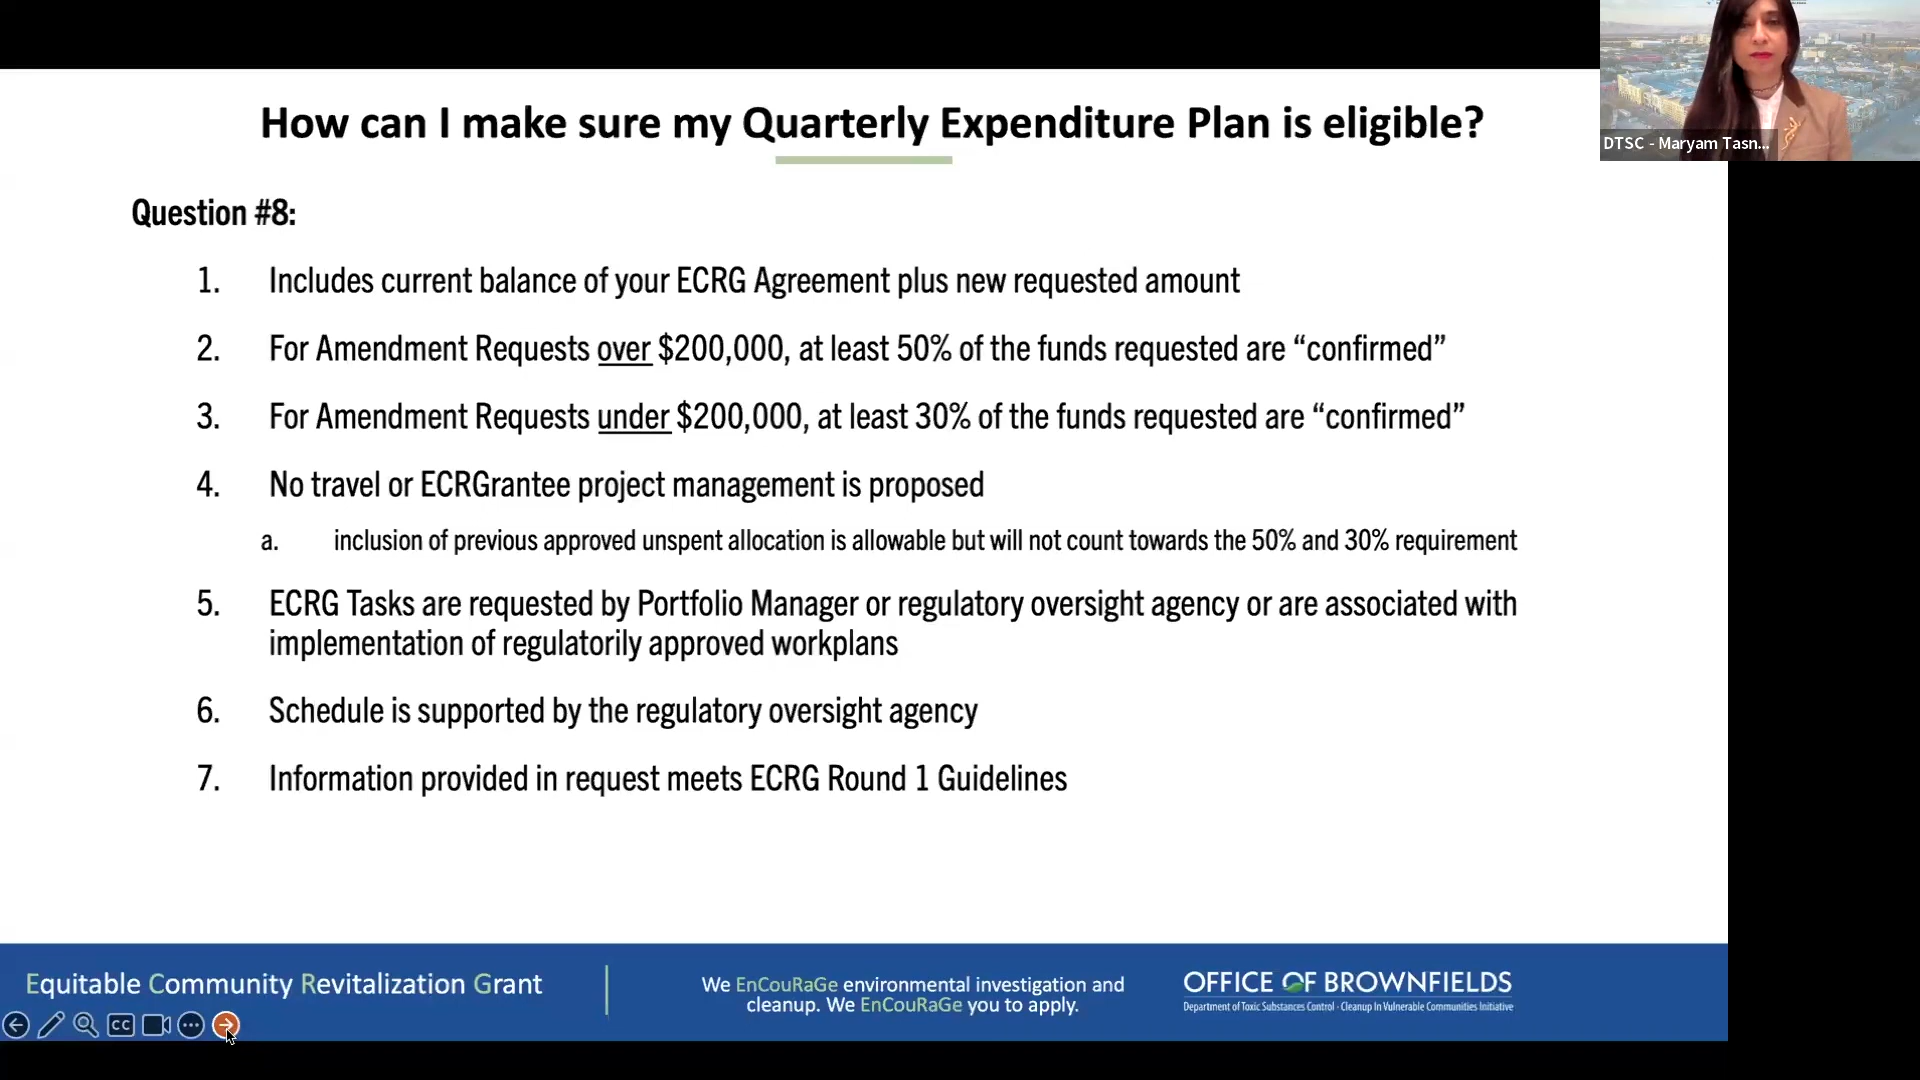 DTSC - Maryam Tasn...
How can I make sure my Quarterly Expenditure Plan is eligible?
Question #8:
1. Includes current balance of your ECRG Agreement plus new requested amount
2. For Amendment Requests over $200,000, at least 50% of the funds requested are “confirmed”
3. For Amendment Requests under $200,000, at least 30% of the funds requested are “confirmed”
4. No travel or ECRGrantee project management is proposed
a. inclusion of previous approved unspent allocation is allowable but will not count towards the 50% and 30% requirement
5. ECRG Tasks are requested by Portfolio Manager or regulatory oversight agency or are associated with
implementation of regulatorily approved workplans
6. Schedule is supported by the regulatory oversight agency
7. Information provided in request meets ECRG Round 1 Guidelines
Equitable Community Revitalization Grant
We EnCouRaGe environmental investigation and
cleanup. We EnCouRaGe you to apply.
OFFICE OF BROWNFIELDS
Department of Toxic Substances Control - Cleanup In Vulnerable Communities Initiative
CC